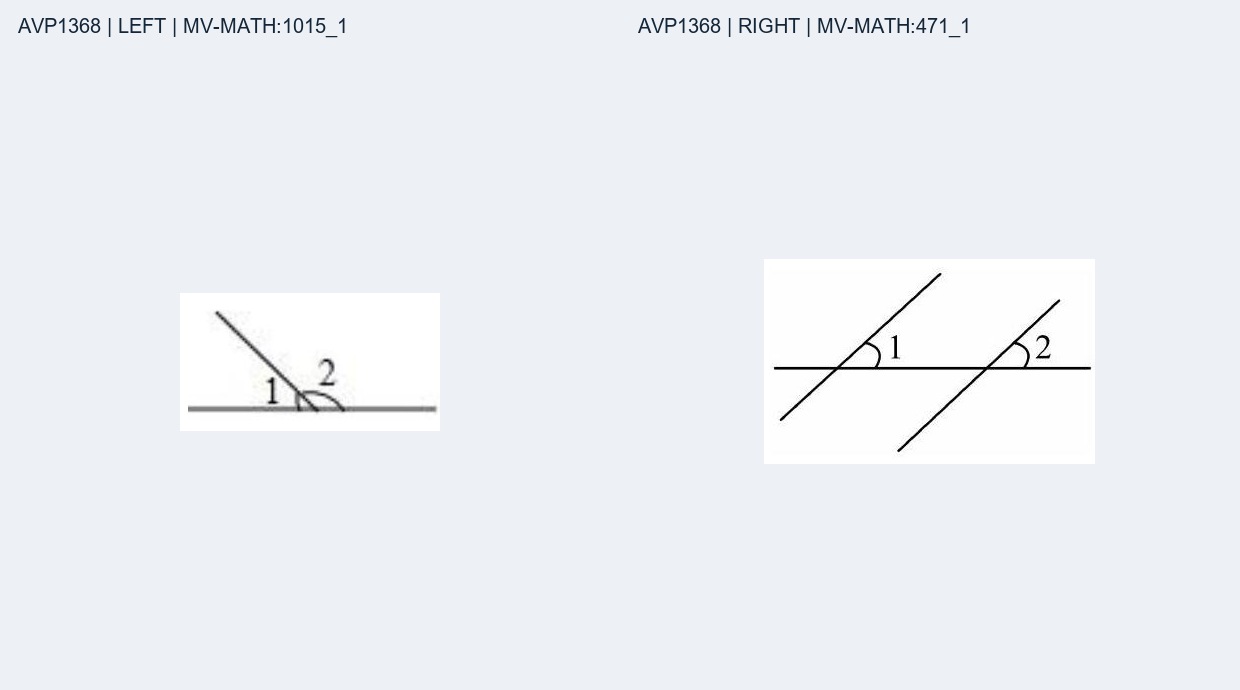 AVP1368 | LEFT | MV-MATH:1015_1
AVP1368 | RIGHT | MV-MATH:471_1
1 2
1 2